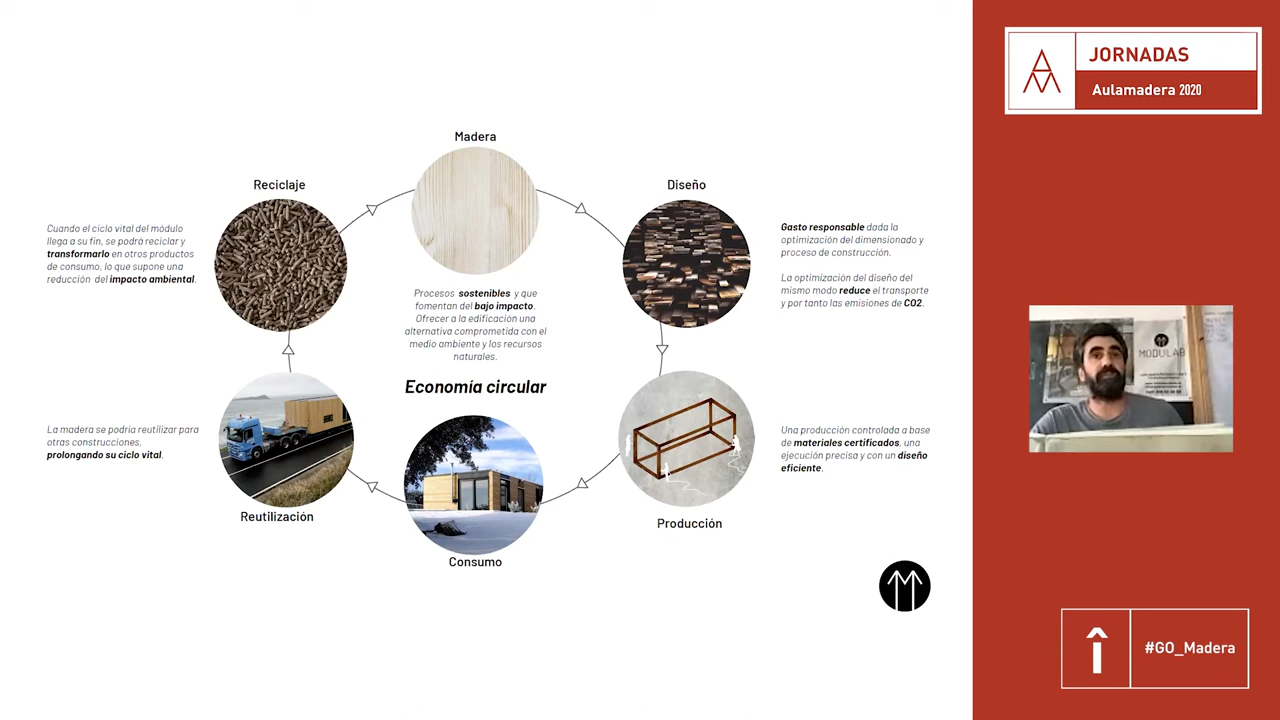 Madera
Reciclaje
Diseño
Cuando el ciclo vital del módulo
llega a su fin, se podrá reciclar y
transformarlo en otros productos
de consumo, lo que supone una
reducción del impacto ambiental.
Gasto responsable dada la
optimización del dimensionado y
proceso de construcción.
La optimización del diseño del
mismo modo reduce el transporte
y por tanto las emisiones de CO2.
Procesos sostenibles y que
fomentan del bajo impacto.
Ofrecer a la edificación una
alternativa comprometida con el
medio ambiente y los recursos
naturales.
Economía circular
La madera se podría reutilizar para
otras construcciones,
prolongando su ciclo vital.
Una producción controlada a base
de materiales certificados, una
ejecución precisa y con un diseño
eficiente.
Reutilización
Producción
Consumo
JORNADAS
Aulamadera 2020
MODULAB
#GO_Madera